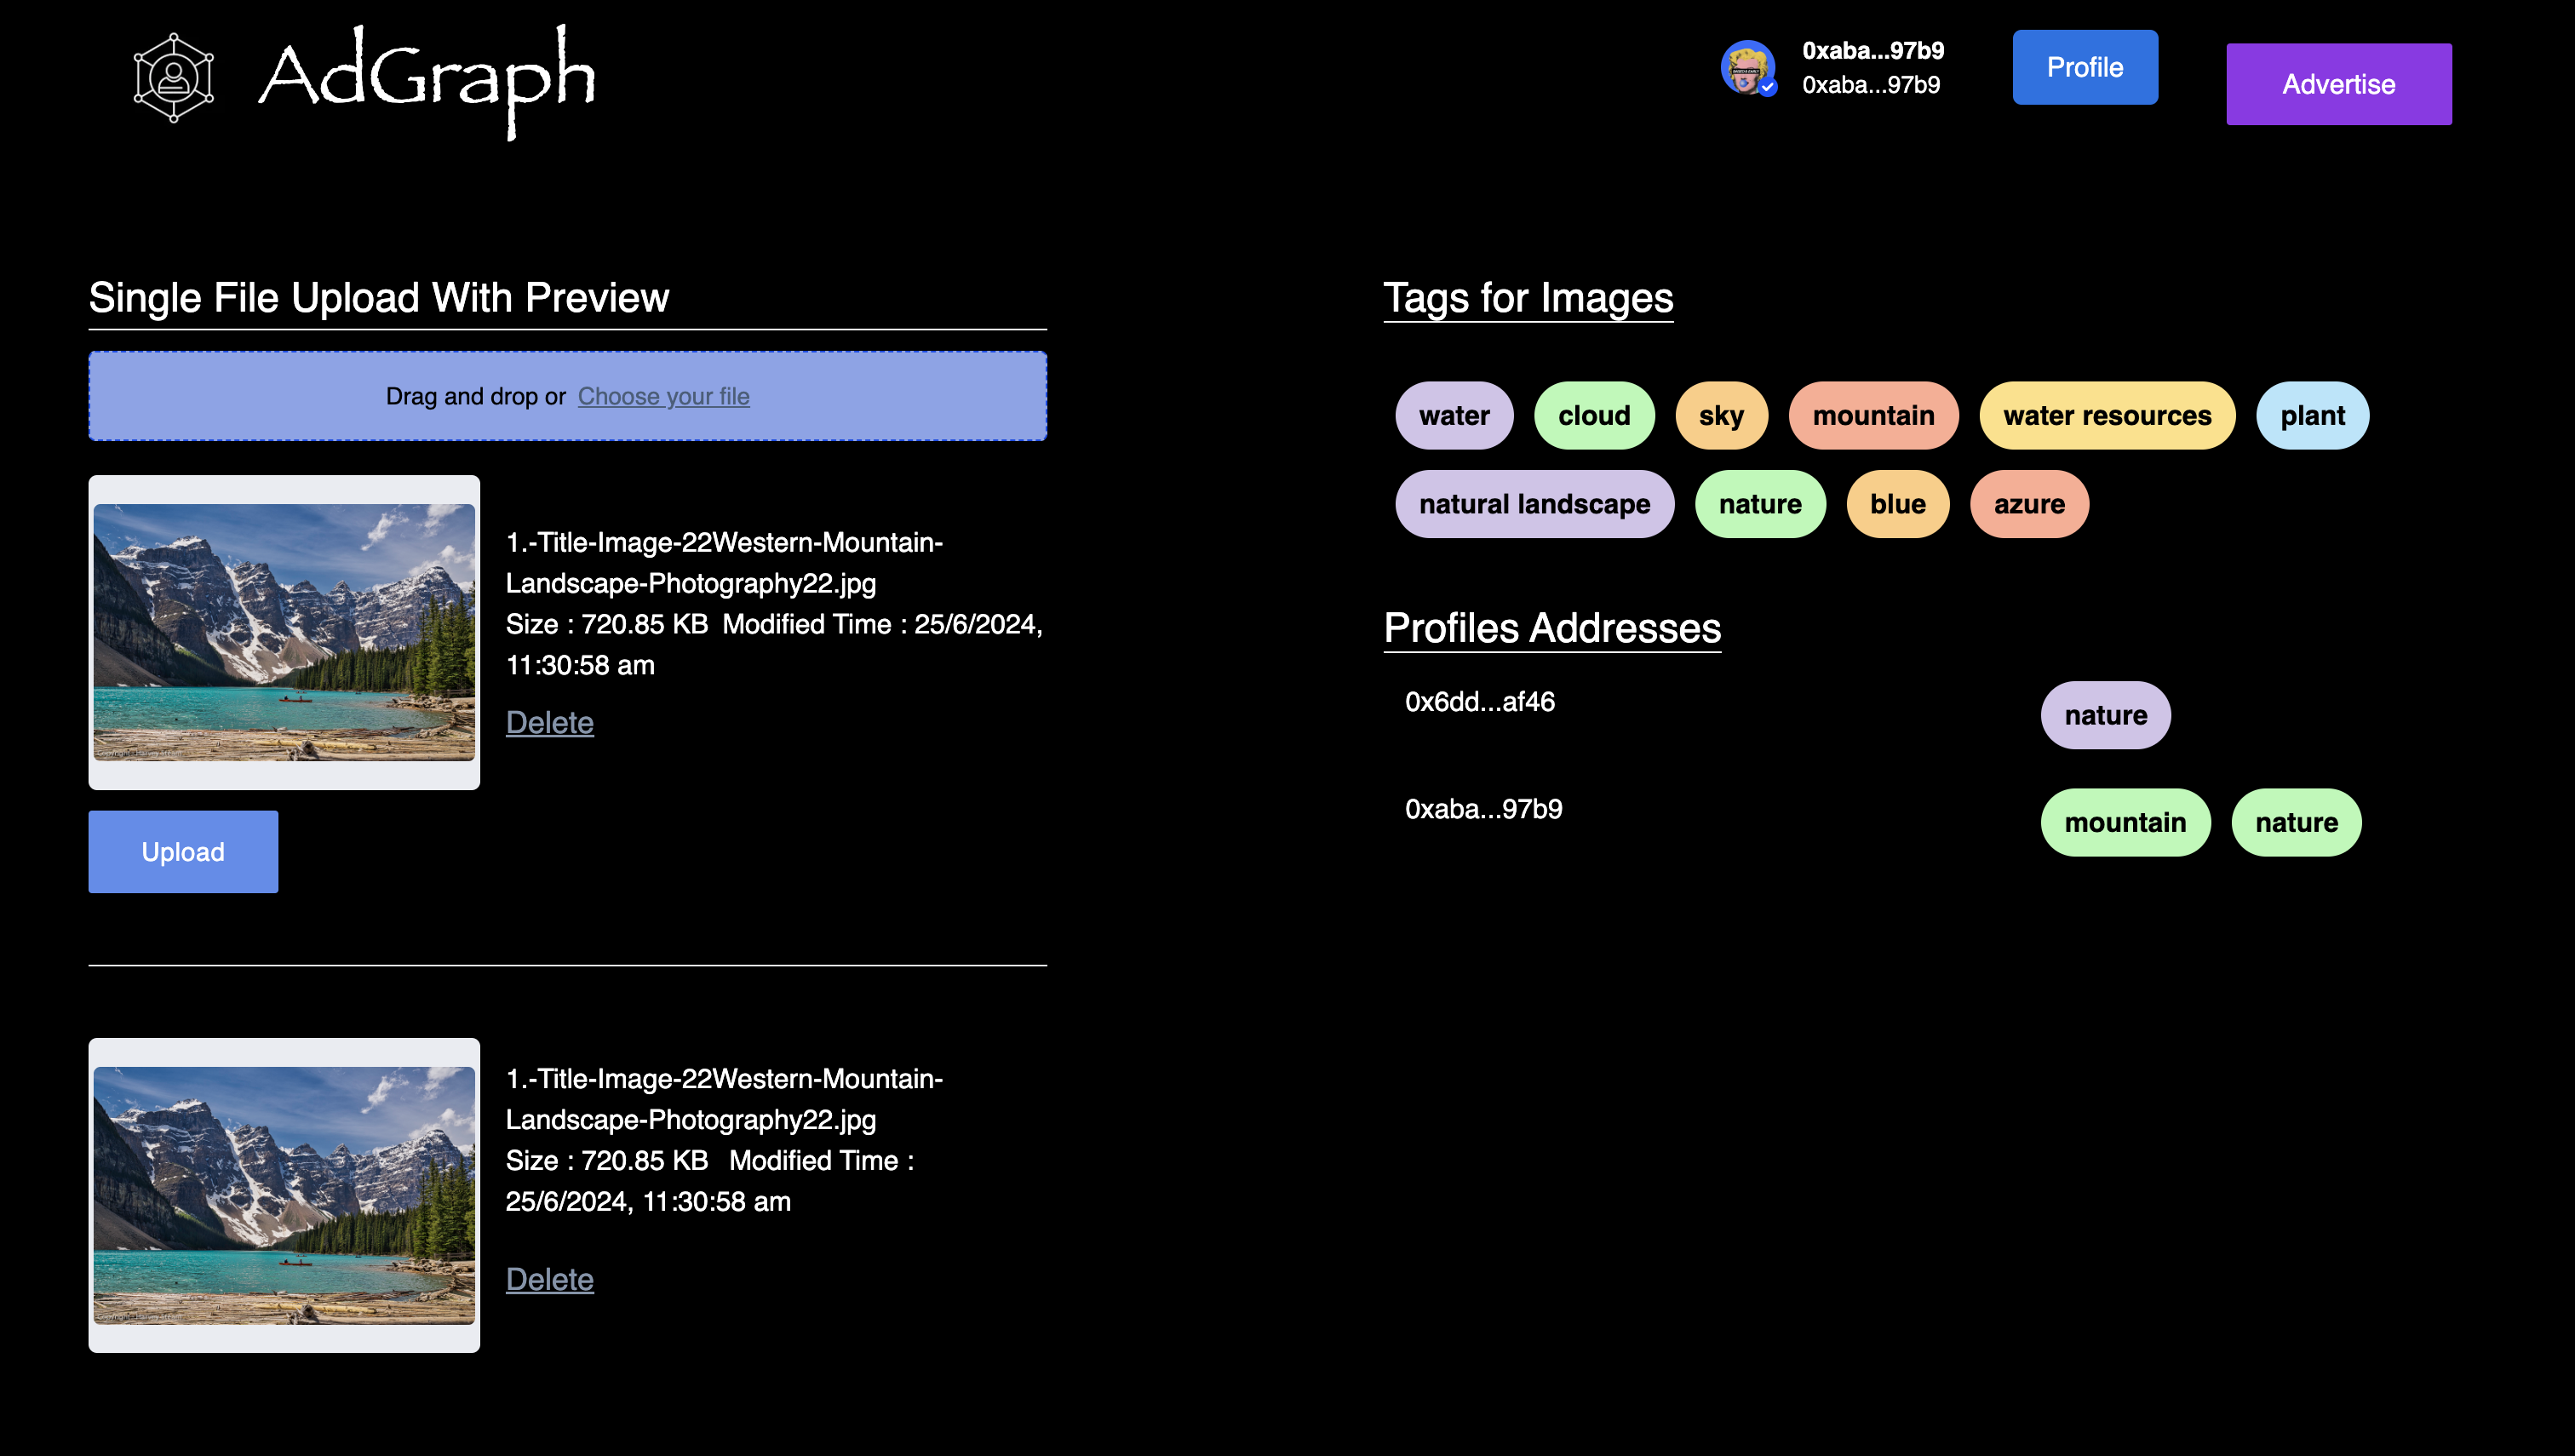 AdGraph
0xaba...97b9
0xaba...97b9
Profile
Advertise
Single File Upload With Preview
Drag and drop or Choose your file
1.-Title-Image-22Western-Mountain-
Landscape-Photography22.jpg
Size : 720.85 KB Modified Time : 25/6/2024,
11:30:58 am
Delete
Upload
1.-Title-Image-22Western-Mountain-
Landscape-Photography22.jpg
Size : 720.85 KB Modified Time :
25/6/2024, 11:30:58 am
Delete
Tags for Images
water cloud sky mountain water resources plant
natural landscape nature blue azure
Profiles Addresses
0x6dd...af46 nature
0xaba...97b9 mountain nature